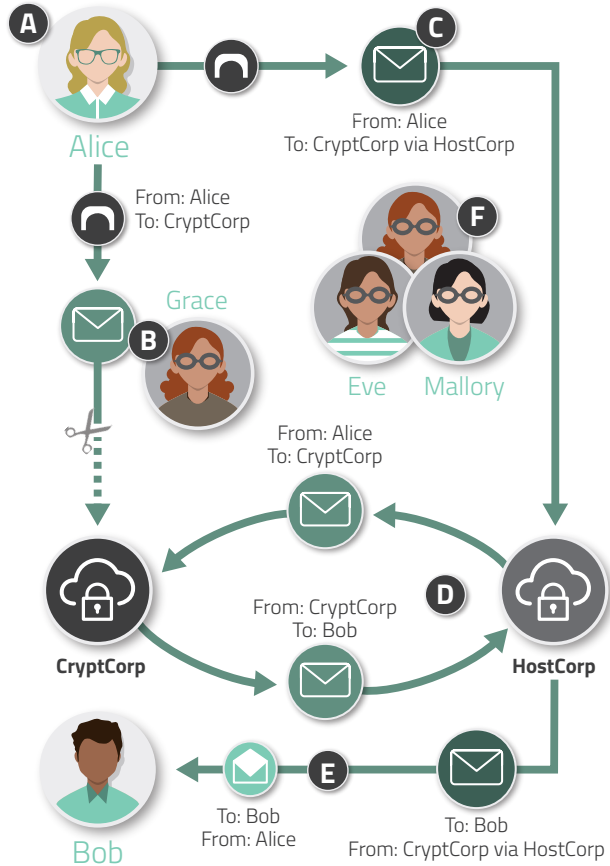 A
C
Alice
From: Alice
To: CryptCorp via HostCorp
From: Alice
To: CryptCorp
F
Grace
B
Eve
Mallory
From: Alice
To: CryptCorp
D
From: CryptCorp
To: Bob
CryptCorp
HostCorp
E
To: Bob
From: Alice
To: Bob
From: CryptCorp via HostCorp
Bob